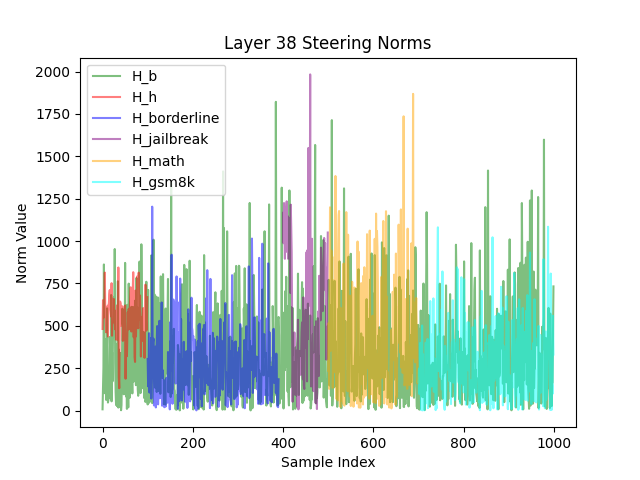 Layer 38 Steering Norms
2000
1750
1500
1250
1000
750
500
250
0
Norm Value
H_b
H_h
H_borderline
H_jailbreak
H_math
H_gsm8k
0 200 400 600 800 1000
Sample Index